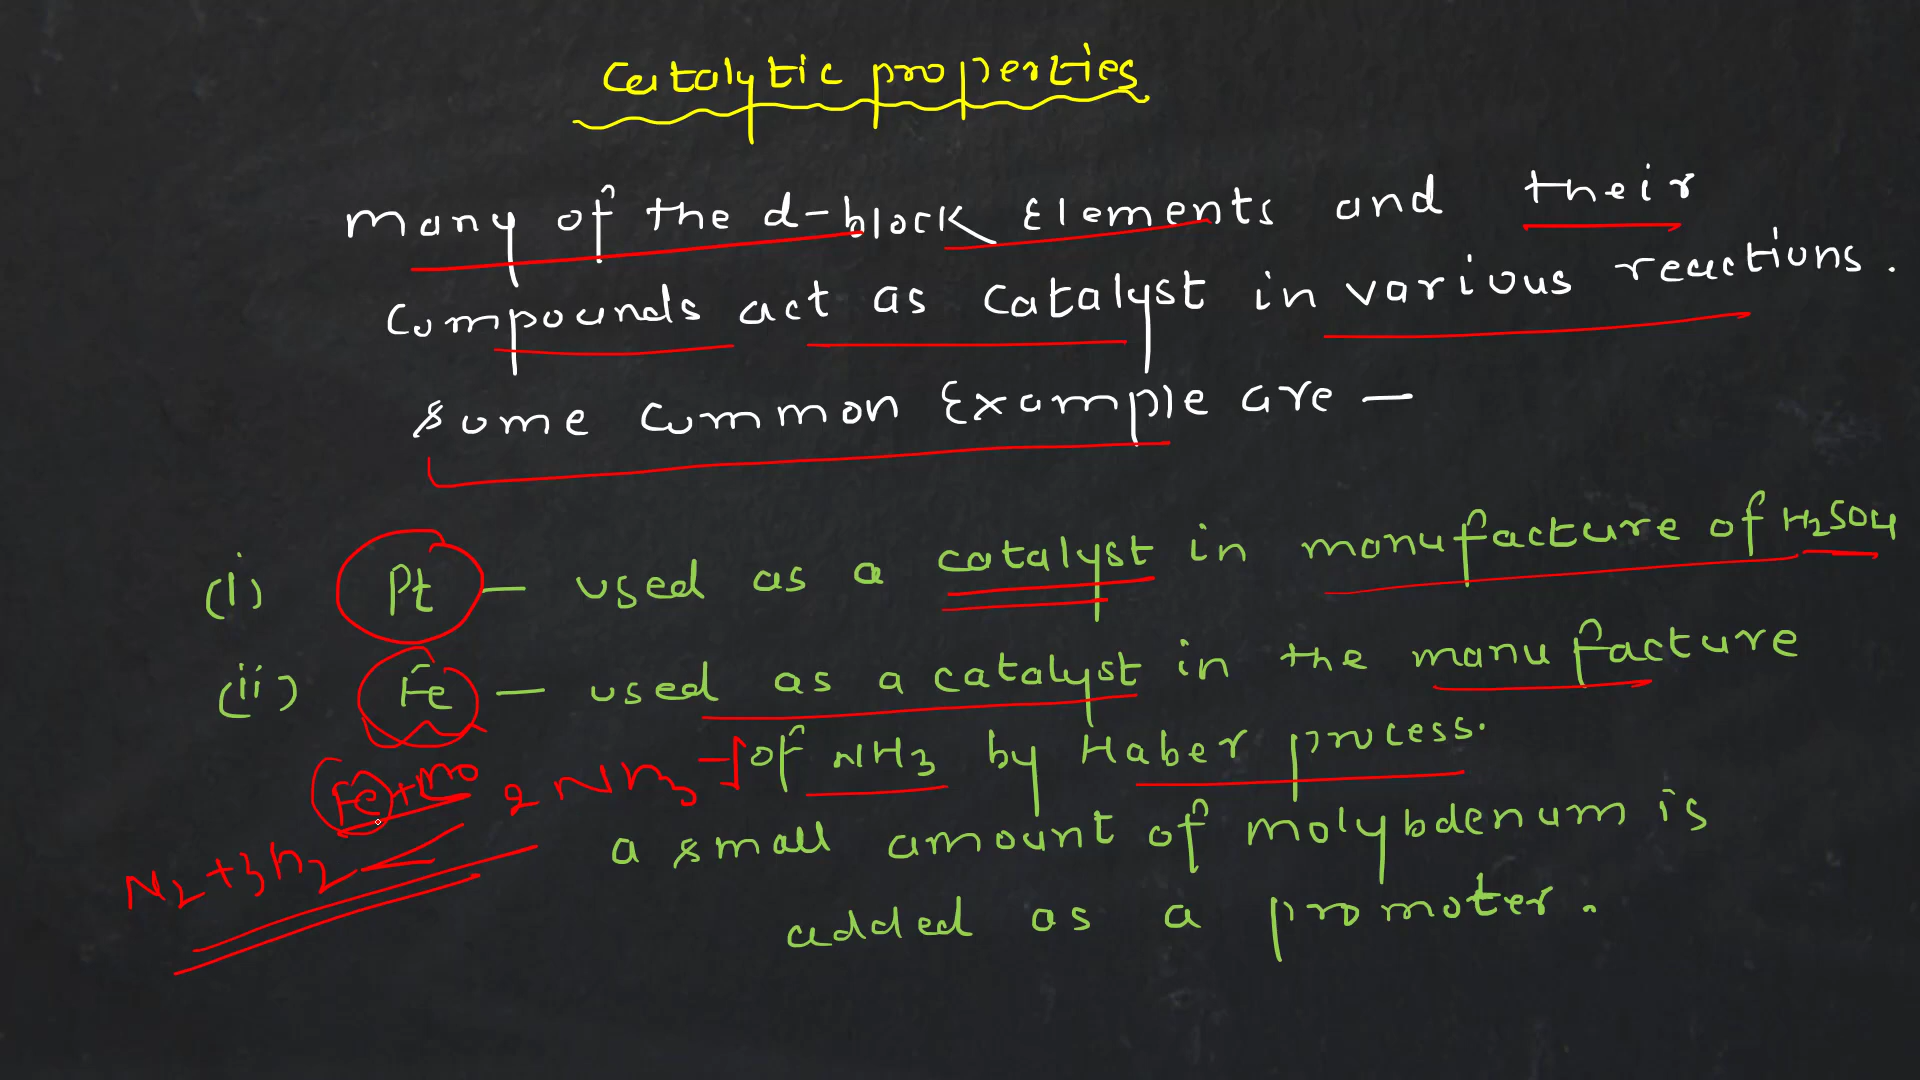 Catalytic properties
many of the d-block Elements and their
compounds act as catalyst in various reactions.
some common Example are —
(i) Pt — used as a catalyst in manufacture of H2SO4
(ii) Fe — used as a catalyst in the manufacture
of NH3 by Haber process.
Fe+mo 2NH3
a small amount of molybdenum is
N2+3H2
added as a promoter.